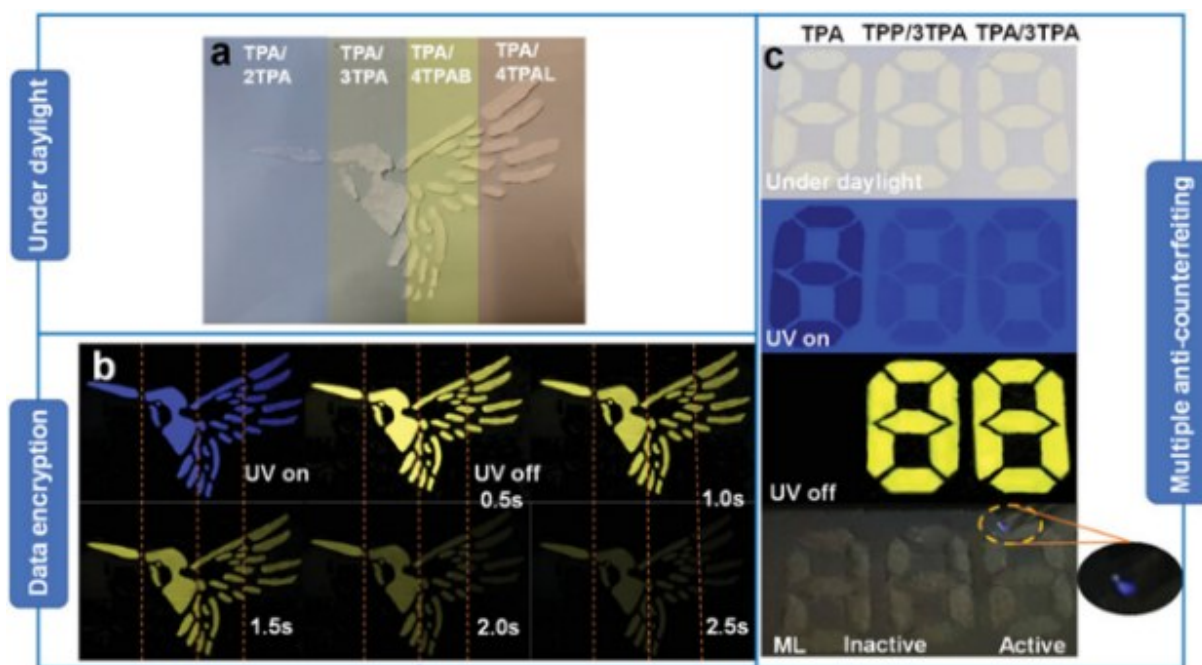 Under daylight
a
TPA/
2TPA
TPA/
3TPA
TPA/
4TPAB
TPA/
4TPAL
Data encryption
b
UV on
UV off
0.5s
1.0s
1.5s
2.0s
2.5s
TPA TPP/3TPA TPA/3TPA
c
Under daylight
UV on
UV off
ML Inactive Active
Multiple anti-counterfeiting